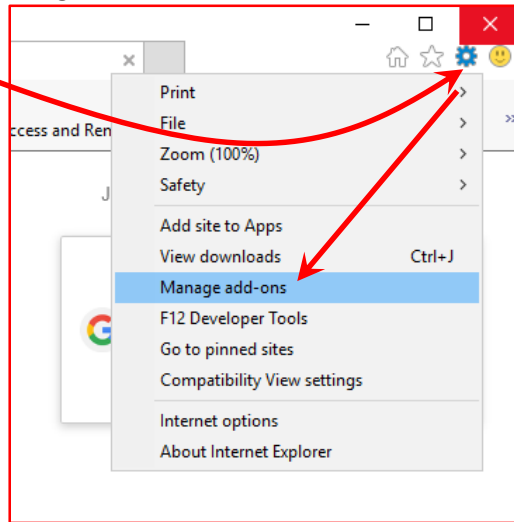 Print
ccess and Ren
File
Zoom (100%)
Safety
J
Add site to Apps
View downloads Ctrl+J
Manage add-ons
F12 Developer Tools
Go to pinned sites
Compatibility View settings
Internet options
About Internet Explorer